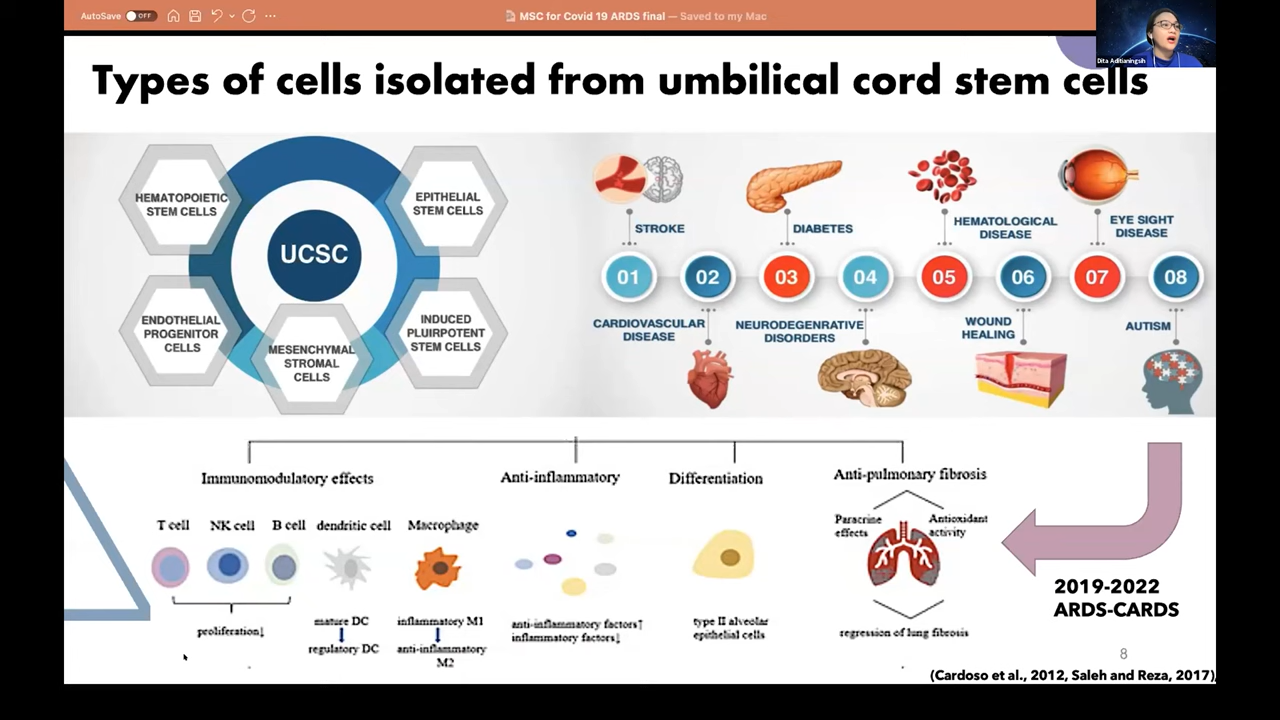 AutoSave OFF
MSC for Covid 19 ARDS final — Saved to my Mac
Dita Aditianingsih
Types of cells isolated from umbilical cord stem cells
HEMATOPOIETIC
STEM CELLS
EPITHELIAL
STEM CELLS
UCSC
ENDOTHELIAL
PROGENITOR
CELLS
MESENCHYMAL
STROMAL
CELLS
INDUCED
PLUIRPOTENT
STEM CELLS
STROKE
DIABETES
HEMATOLOGICAL
DISEASE
EYE SIGHT
DISEASE
01 02 03 04 05 06 07 08
CARDIOVASCULAR
DISEASE
NEURODEGENRATIVE
DISORDERS
WOUND
HEALING
AUTISM
Immunomodulatory effects
Anti-inflammatory
Differentiation
Anti-pulmonary fibrosis
T cell NK cell B cell dendritic cell Macrophage
Paracrine
effects
Antioxidant
activity
proliferation↓
mature DC
regulatory DC
inflammatory M1
anti-inflammatory
M2
anti-inflammatory factors↑
inflammatory factors↓
type II alveolar
epithelial cells
regression of lung fibrosis
2019-2022
ARDS-CARDS
8
(Cardoso et al., 2012, Saleh and Reza, 2017),